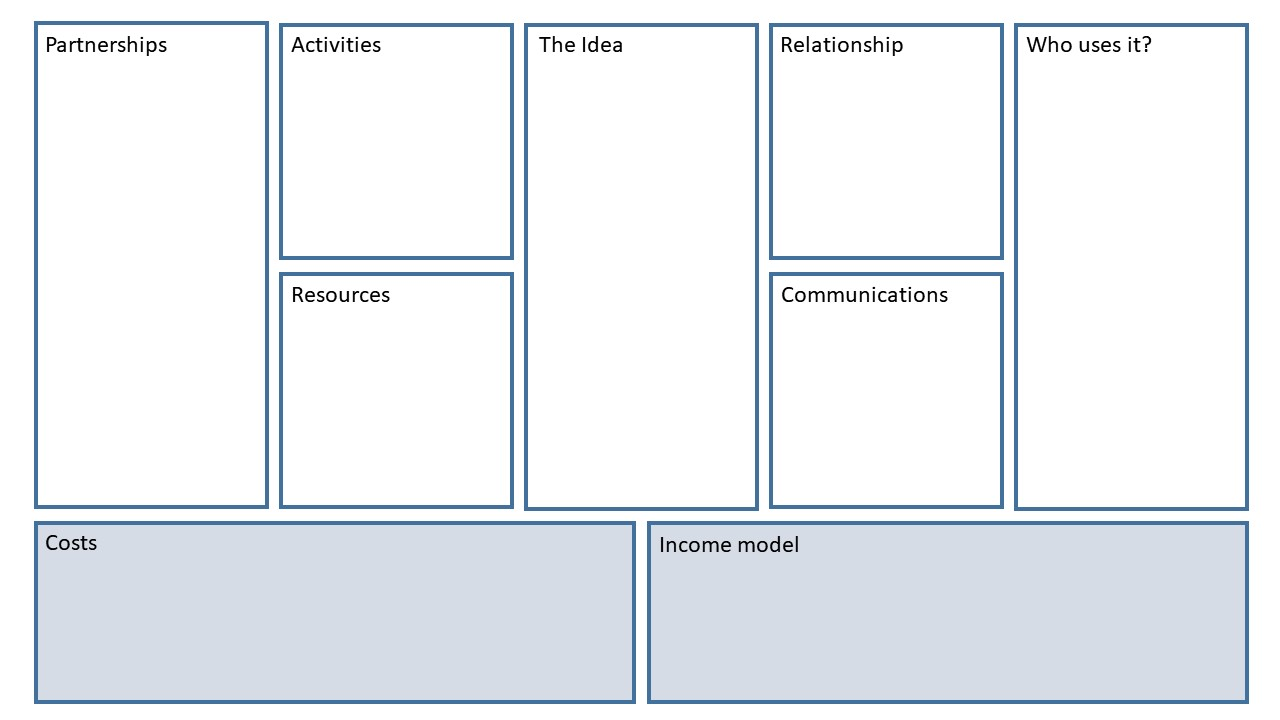 Partnerships
Activities
The Idea
Relationship
Who uses it?
Resources
Communications
Costs
Income model